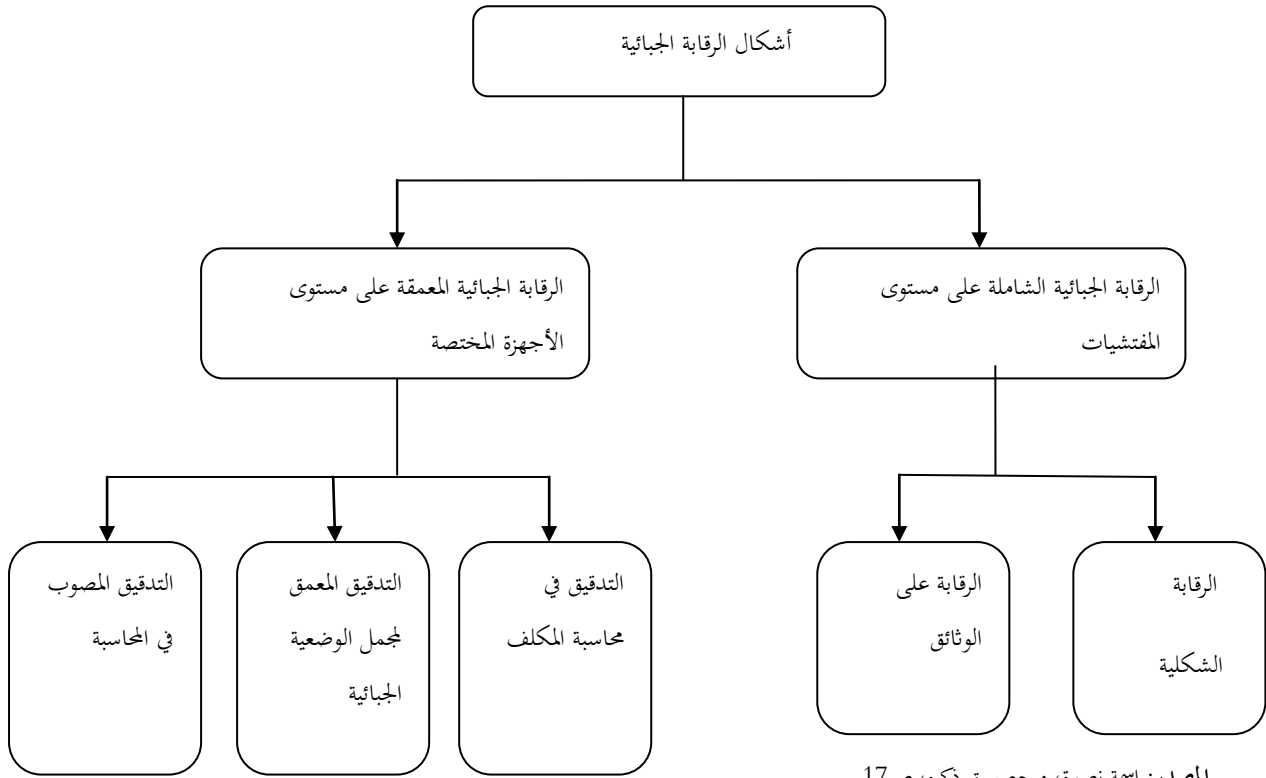 أشكال الرقابة الجبائية
الرقابة الجبائية الشاملة على مستوى
المفتشيات
الرقابة الجبائية المعمقة على مستوى
الأجهزة المختصة
الرقابة
الشكلية
الرقابة على
الوثائق
التدقيق في
محاسبة المكلف
التدقيق المعمق
لمجمل الوضعية
الجبائية
التدقيق المصوب
في المحاسبة
17